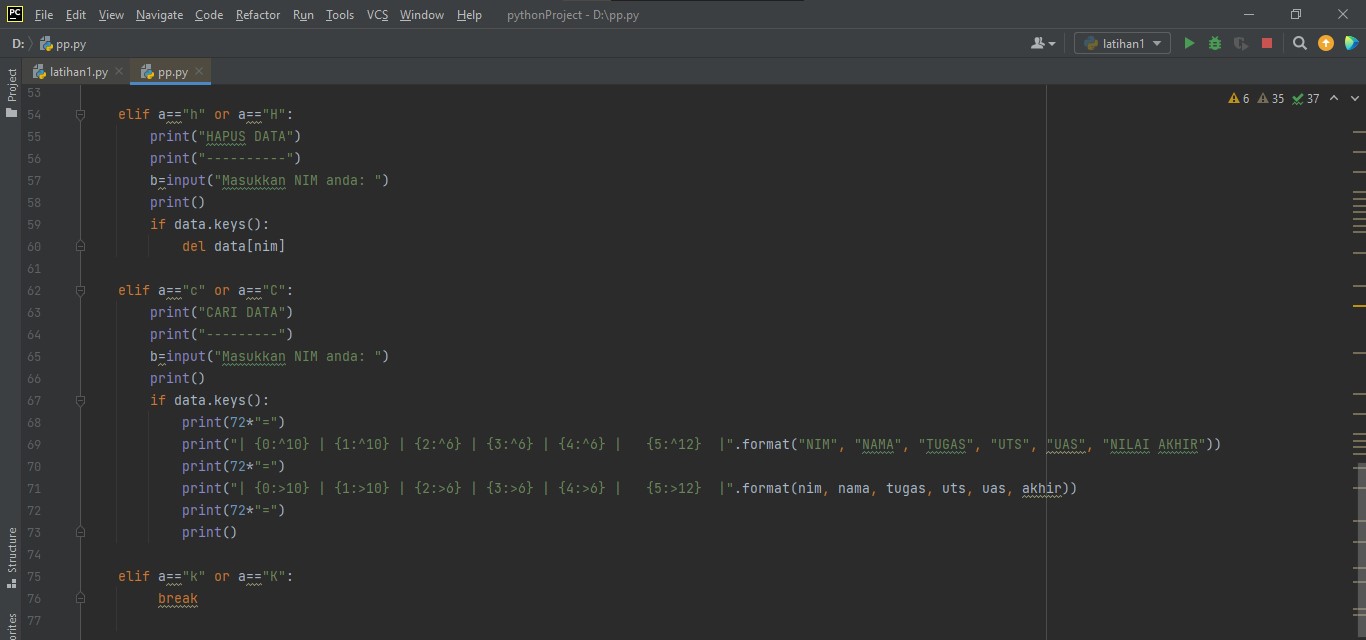 PC File Edit View Navigate Code Refactor Run Tools VCS Window Help pythonProject - D:\pp.py
D: pp.py latihan1
Project latihan1.py pp.py
6 35 37
53
54 elif a=="h" or a=="H":
55 print("HAPUS DATA")
56 print("----------")
57 b=input("Masukkan NIM anda: ")
58 print()
59 if data.keys():
60 del data[nim]
61
62 elif a=="c" or a=="C":
63 print("CARI DATA")
64 print("---------")
65 b=input("Masukkan NIM anda: ")
66 print()
67 if data.keys():
68 print(72*"=")
69 print("| {0:^10} | {1:^10} | {2:^6} | {3:^6} | {4:^6} |   {5:^12}  |".format("NIM", "NAMA", "TUGAS", "UTS", "UAS", "NILAI AKHIR"))
70 print(72*"=")
71 print("| {0:>10} | {1:>10} | {2:>6} | {3:>6} | {4:>6} |   {5:>12}  |".format(nim, nama, tugas, uts, uas, akhir))
72 print(72*"=")
73 print()
74
75 elif a=="k" or a=="K":
76 break
77
Structure